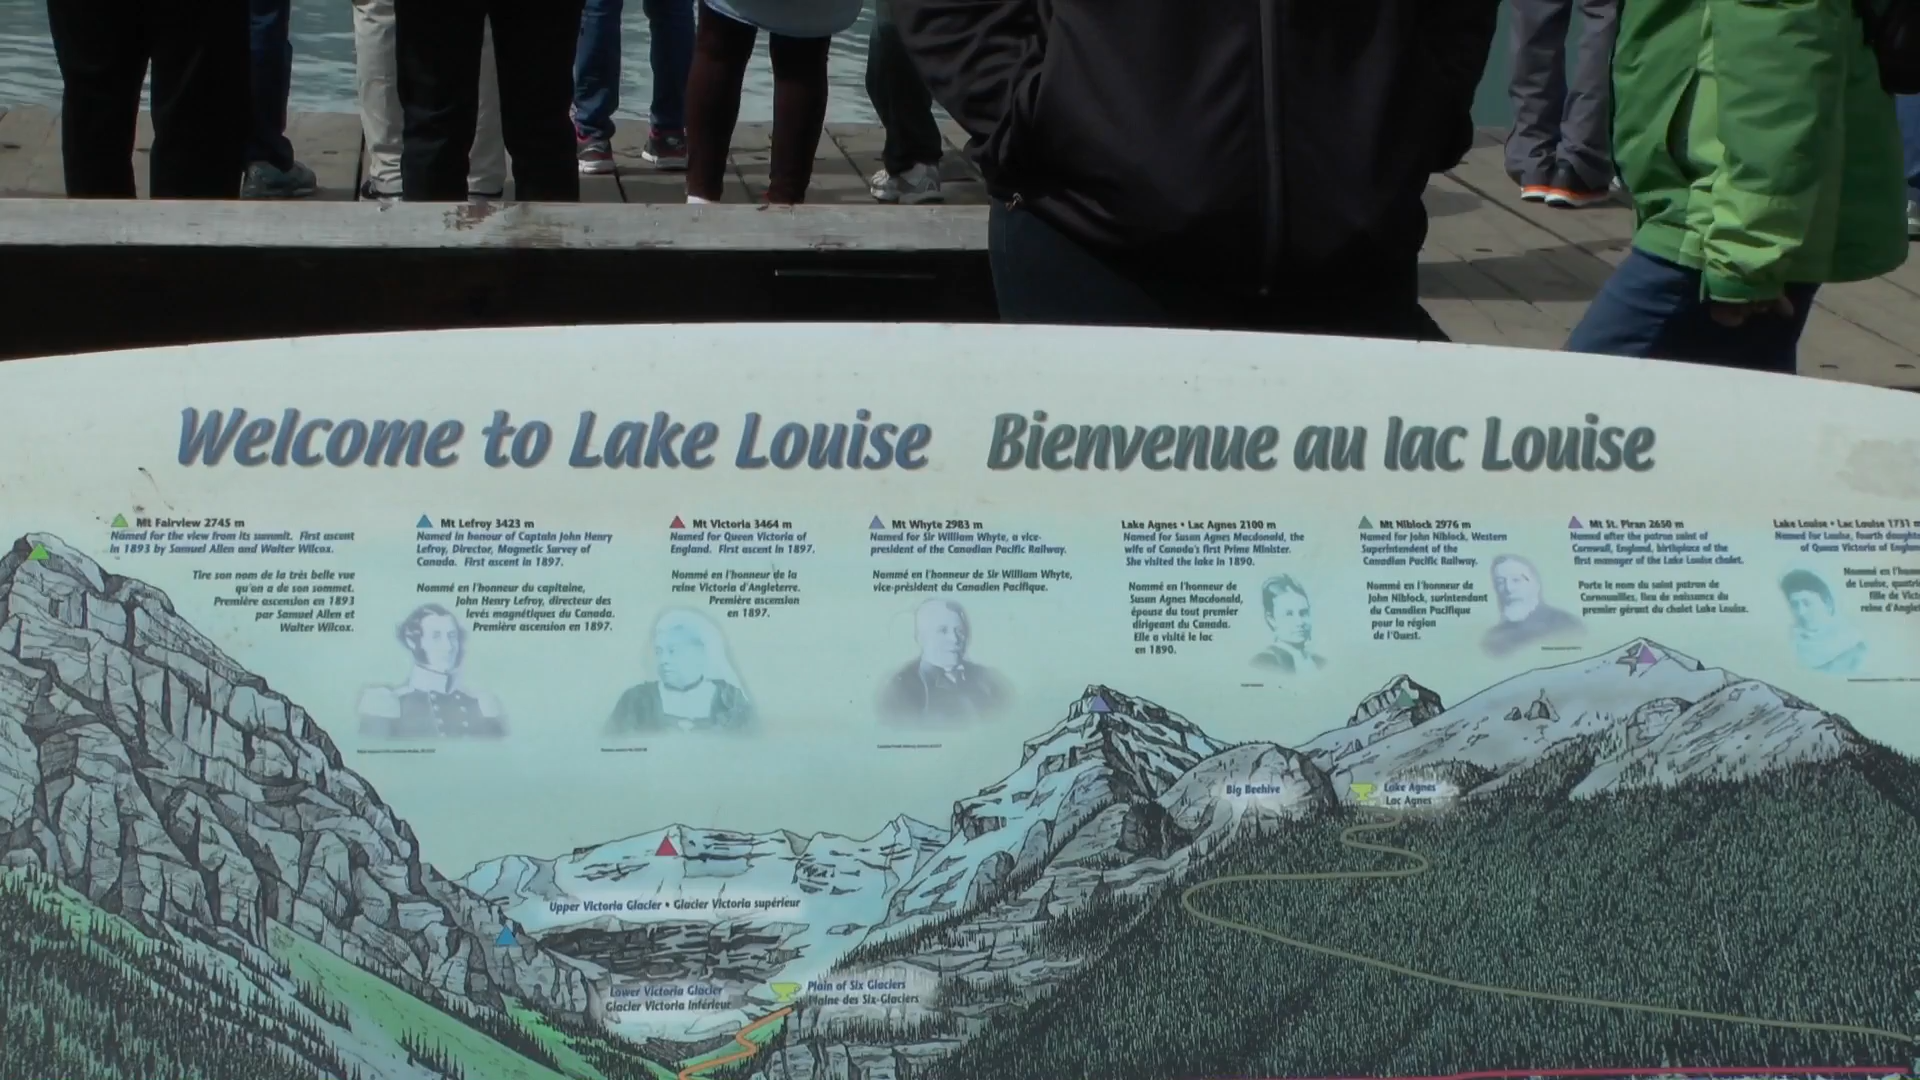 Welcome to Lake Louise
Bienvenue au lac Louise
Mt Fairview 2745 m
Named for the view from its summit. First ascent
in 1893 by Samuel Allen and Walter Wilcox.
Tire son nom de la très belle vue
qu'on a de son sommet.
Première ascension en 1893
par Samuel Allen et
Walter Wilcox.
Mt Lefroy 3423 m
Named in honour of Captain John Henry
Lefroy, Director, Magnetic Survey of
Canada. First ascent in 1897.
Nommé en l'honneur du capitaine,
John Henry Lefroy, directeur des
levés magnétiques du Canada.
Première ascension en 1897.
Mt Victoria 3464 m
Named for Queen Victoria of
England. First ascent in 1897.
Nommé en l'honneur de la
reine Victoria d'Angleterre.
Première ascension
en 1897.
Mt Whyte 2983 m
Named for Sir William Whyte, a vice-
president of the Canadian Pacific Railway.
Nommé en l'honneur de Sir William Whyte,
vice-président du Canadien Pacifique.
Lake Agnes • Lac Agnes 2100 m
Named for Susan Agnes Macdonald, the
wife of Canada's first Prime Minister.
She visited the lake in 1890.
Nommé en l'honneur de
Susan Agnes Macdonald,
épouse du tout premier
dirigeant du Canada.
Elle a visité le lac
en 1890.
Mt Niblock 2976 m
Named for John Niblock, Western
Superintendent of the
Canadian Pacific Railway.
Nommé en l'honneur de
John Niblock, surintendant
du Canadien Pacifique
pour la région
de l'Ouest.
Mt St. Piran 2650 m
Named after the patron saint of
Cornwall, England, birthplace of the
first manager of the Lake Louise chalet.
Porte le nom du saint patron de
Cornouailles, lieu de naissance du
premier gérant du chalet Lake Louise.
Lake Louise • Lac Louise 1731 m
Named for Louise, fourth daught
of Queen Victoria of Englan
Nommé en l'hon
de Louise, quatri
fille de Victo
reine d'Angle
Big Beehive
Lake Agnes
Lac Agnes
Upper Victoria Glacier • Glacier Victoria supérieur
Lower Victoria Glacier
Glacier Victoria inférieur
Plain of Six Glaciers
Plaine des Six-Glaciers